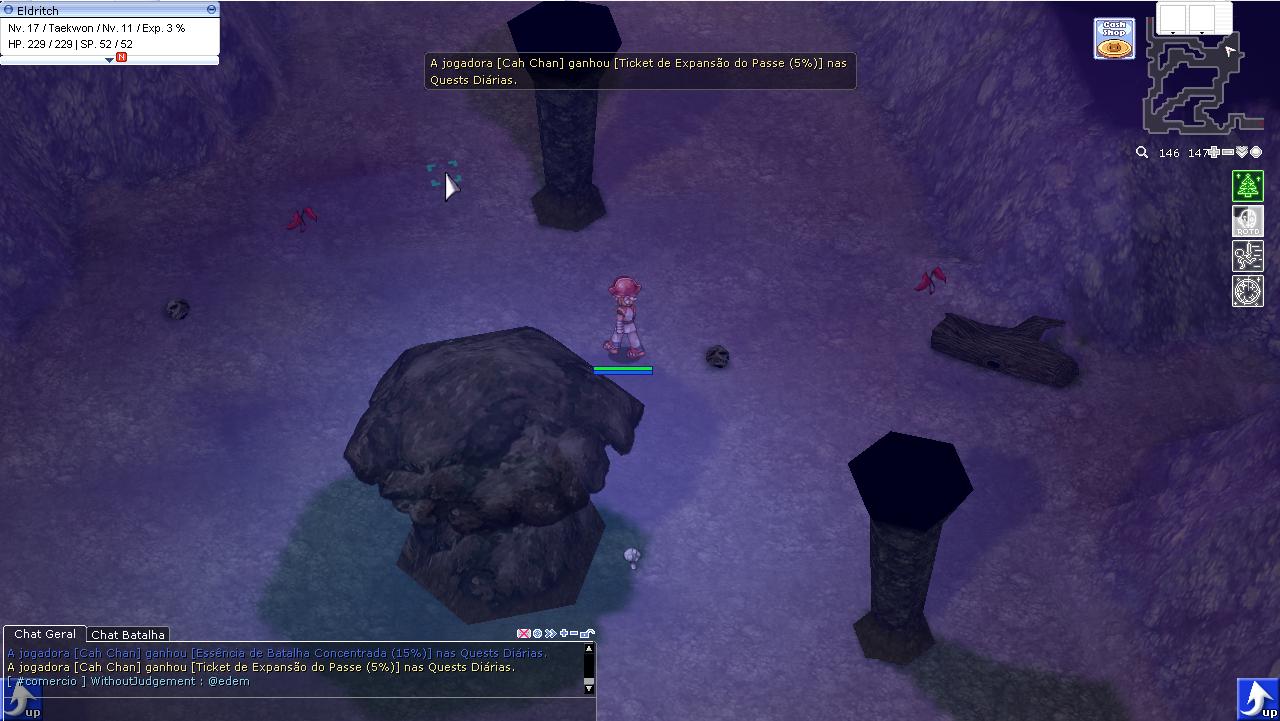 Eldritch
Nv. 17 / Taekwon / Nv. 11 / Exp. 3 %
HP. 229 / 229 | SP. 52 / 52
N
A jogadora [Cah Chan] ganhou [Ticket de Expansão do Passe (5%)] nas
Quests Diárias.
Cash
Shop
146 147
ROTD
Chat Geral
Chat Batalha
A jogadora [Cah Chan] ganhou [Essência de Batalha Concentrada (15%)] nas Quests Diárias.
A jogadora [Cah Chan] ganhou [Ticket de Expansão do Passe (5%)] nas Quests Diárias.
[ #comercio ] WithoutJudgement : @edem
up
up